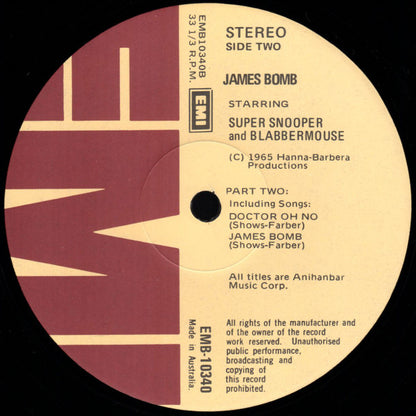 STEREO
SIDE TWO
EMB10340B
33 1/3 R.P.M.
EMI
EMI
JAMES BOMB
STARRING
SUPER SNOOPER
and BLABBERMOUSE
(C) 1965 Hanna-Barbera
Productions
PART TWO:
Including Songs:
DOCTOR OH NO
(Shows-Farber)
JAMES BOMB
(Shows-Farber)
All titles are Anihanbar
Music Corp.
EMB-10340
Made in Australia.
All rights of the manufacturer and
of the owner of the record
work reserved. Unauthorised
public performance,
broadcasting and
copying of
this record
prohibited.